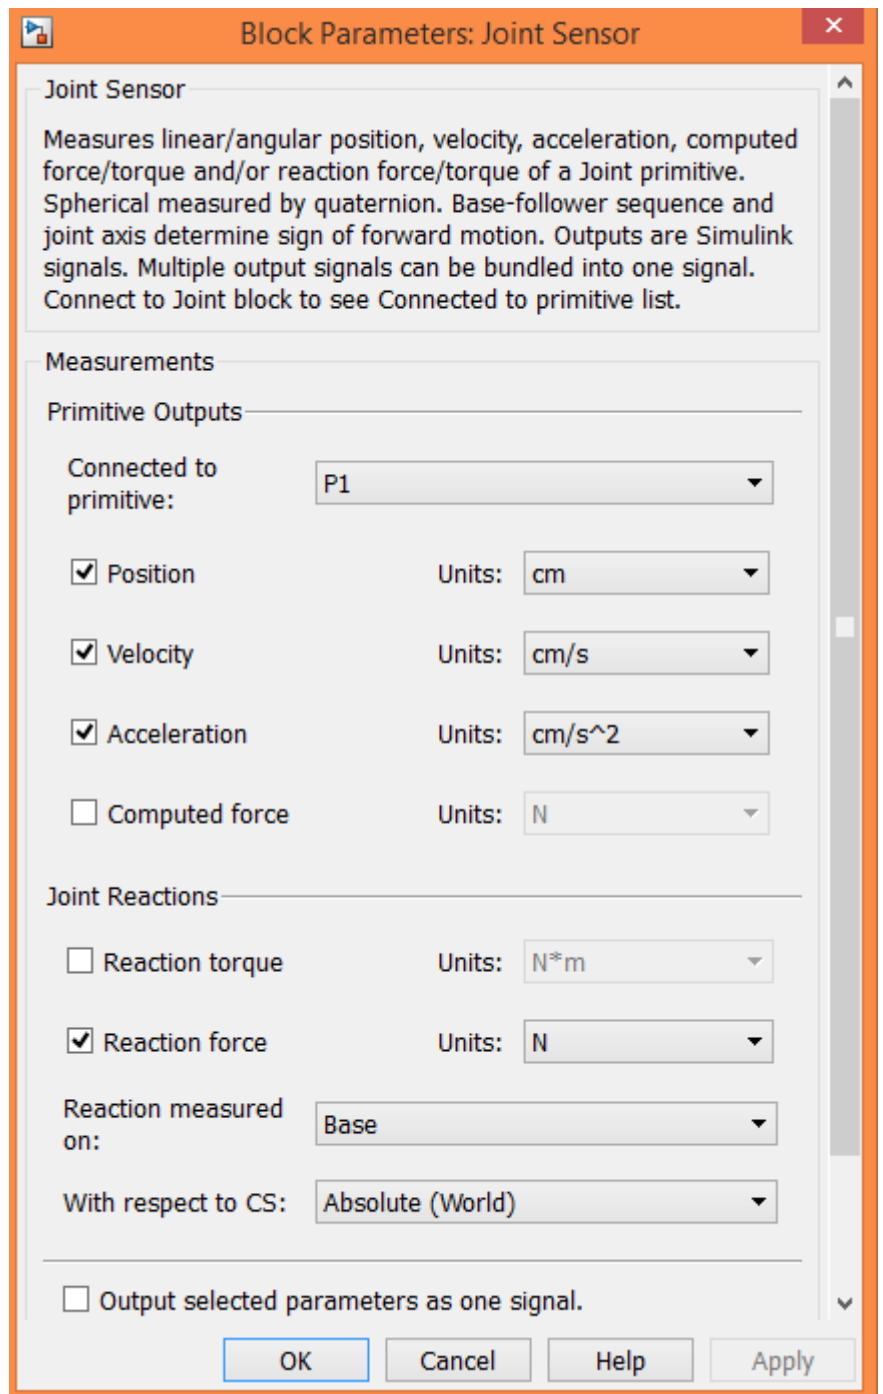 Block Parameters: Joint Sensor
Joint Sensor
Measures linear/angular position, velocity, acceleration, computed
force/torque and/or reaction force/torque of a Joint primitive.
Spherical measured by quaternion. Base-follower sequence and
joint axis determine sign of forward motion. Outputs are Simulink
signals. Multiple output signals can be bundled into one signal.
Connect to Joint block to see Connected to primitive list.
Measurements
Primitive Outputs
Connected to
primitive:
P1
Position Units: cm
Velocity Units: cm/s
Acceleration Units: cm/s^2
Computed force Units: N
Joint Reactions
Reaction torque Units: N*m
Reaction force Units: N
Reaction measured
on:
Base
With respect to CS: Absolute (World)
Output selected parameters as one signal.
OK Cancel Help Apply